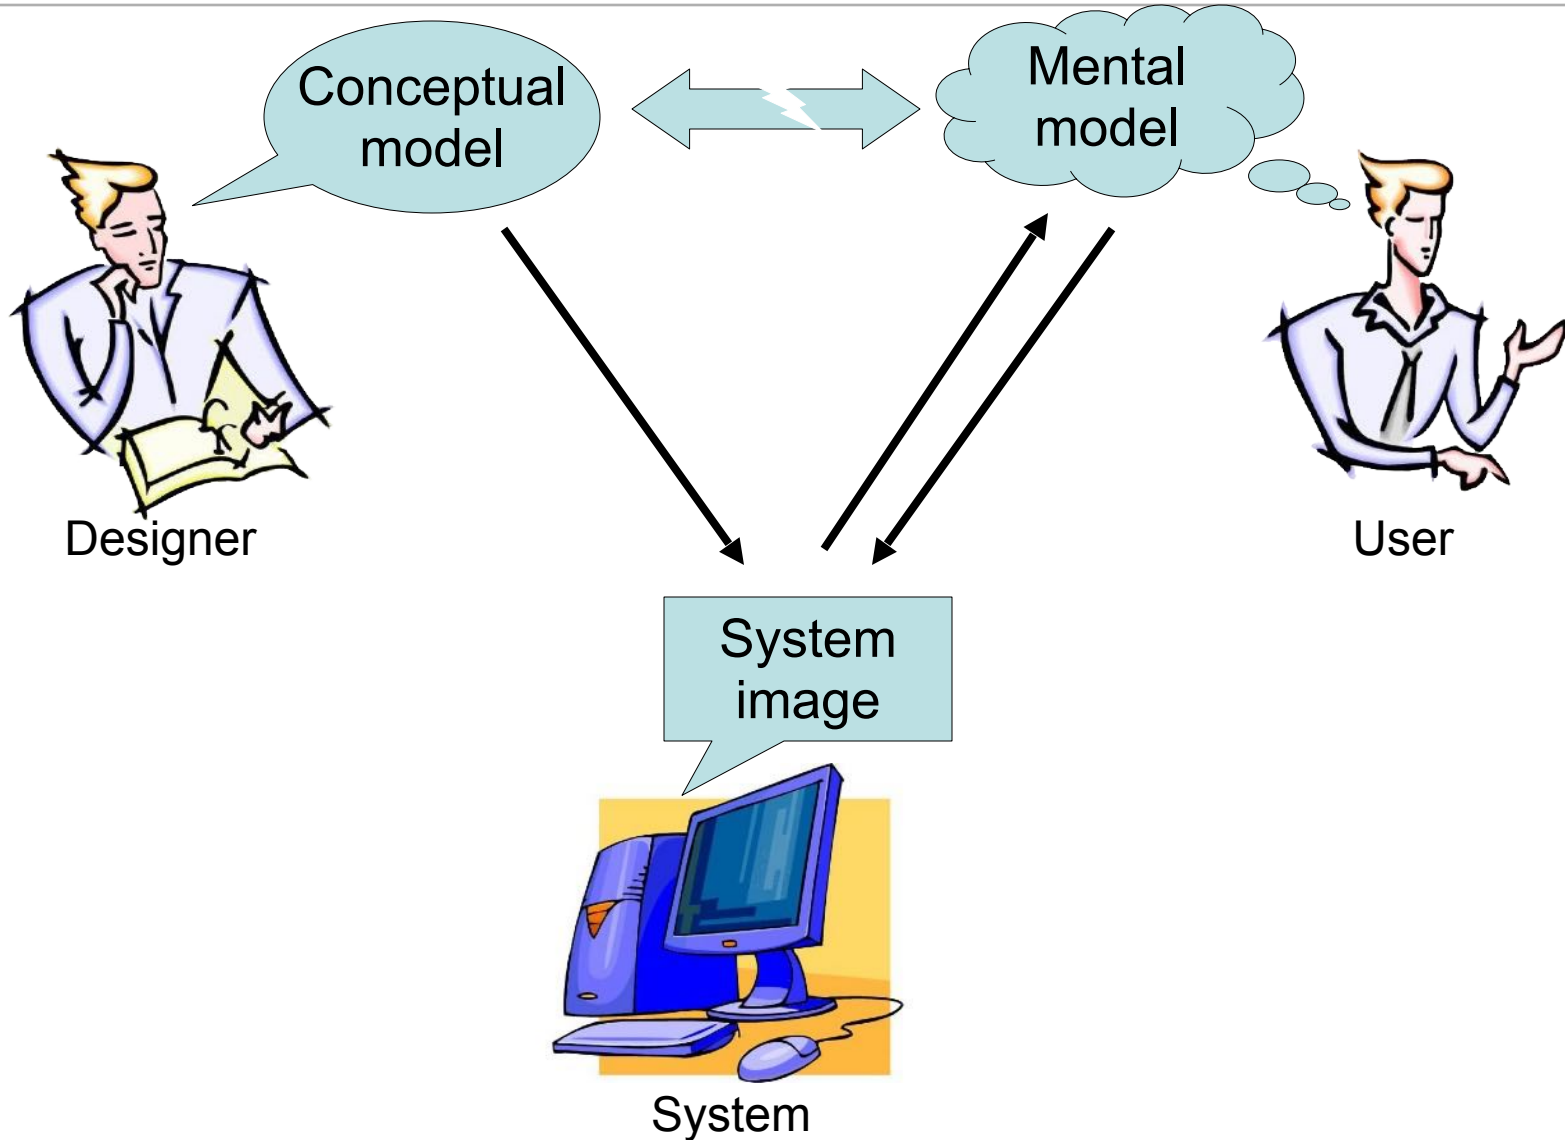 Conceptual
model
Mental
model
Designer
User
System
image
System